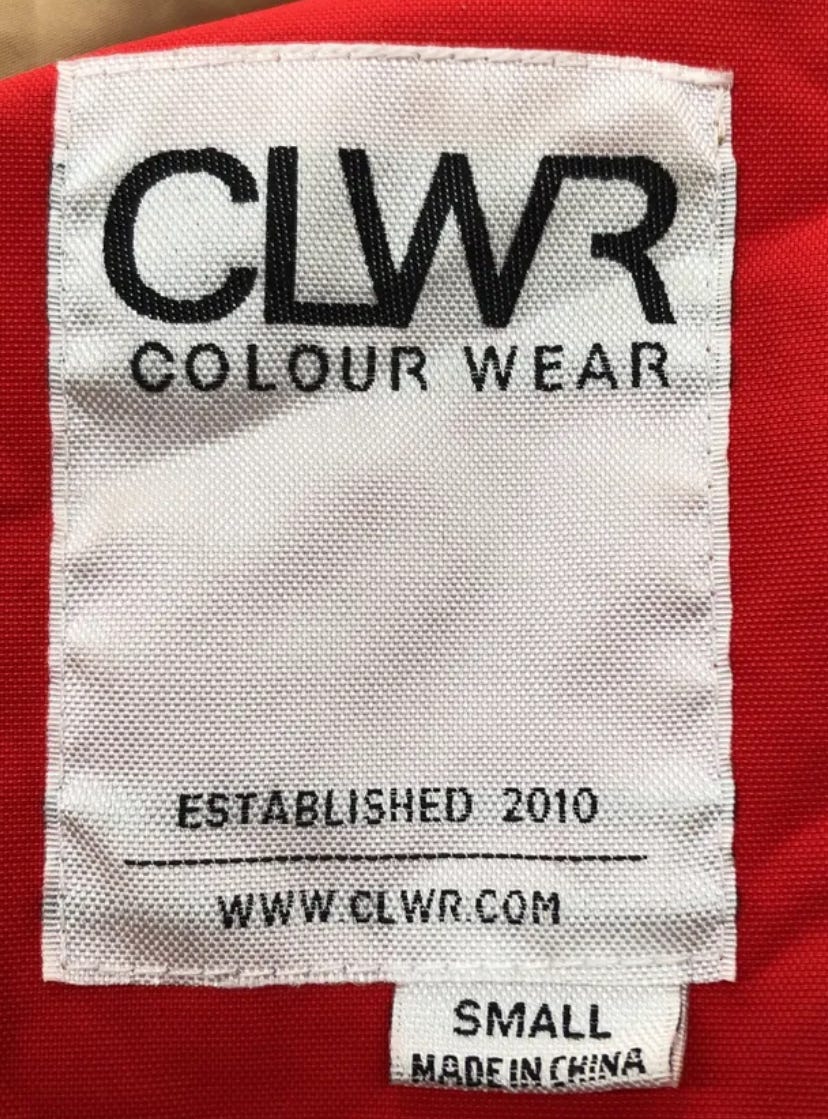 CLWR
COLOUR WEAR
ESTABLISHED 2010
WWW.CLWR.COM
SMALL
MADE IN CHINA